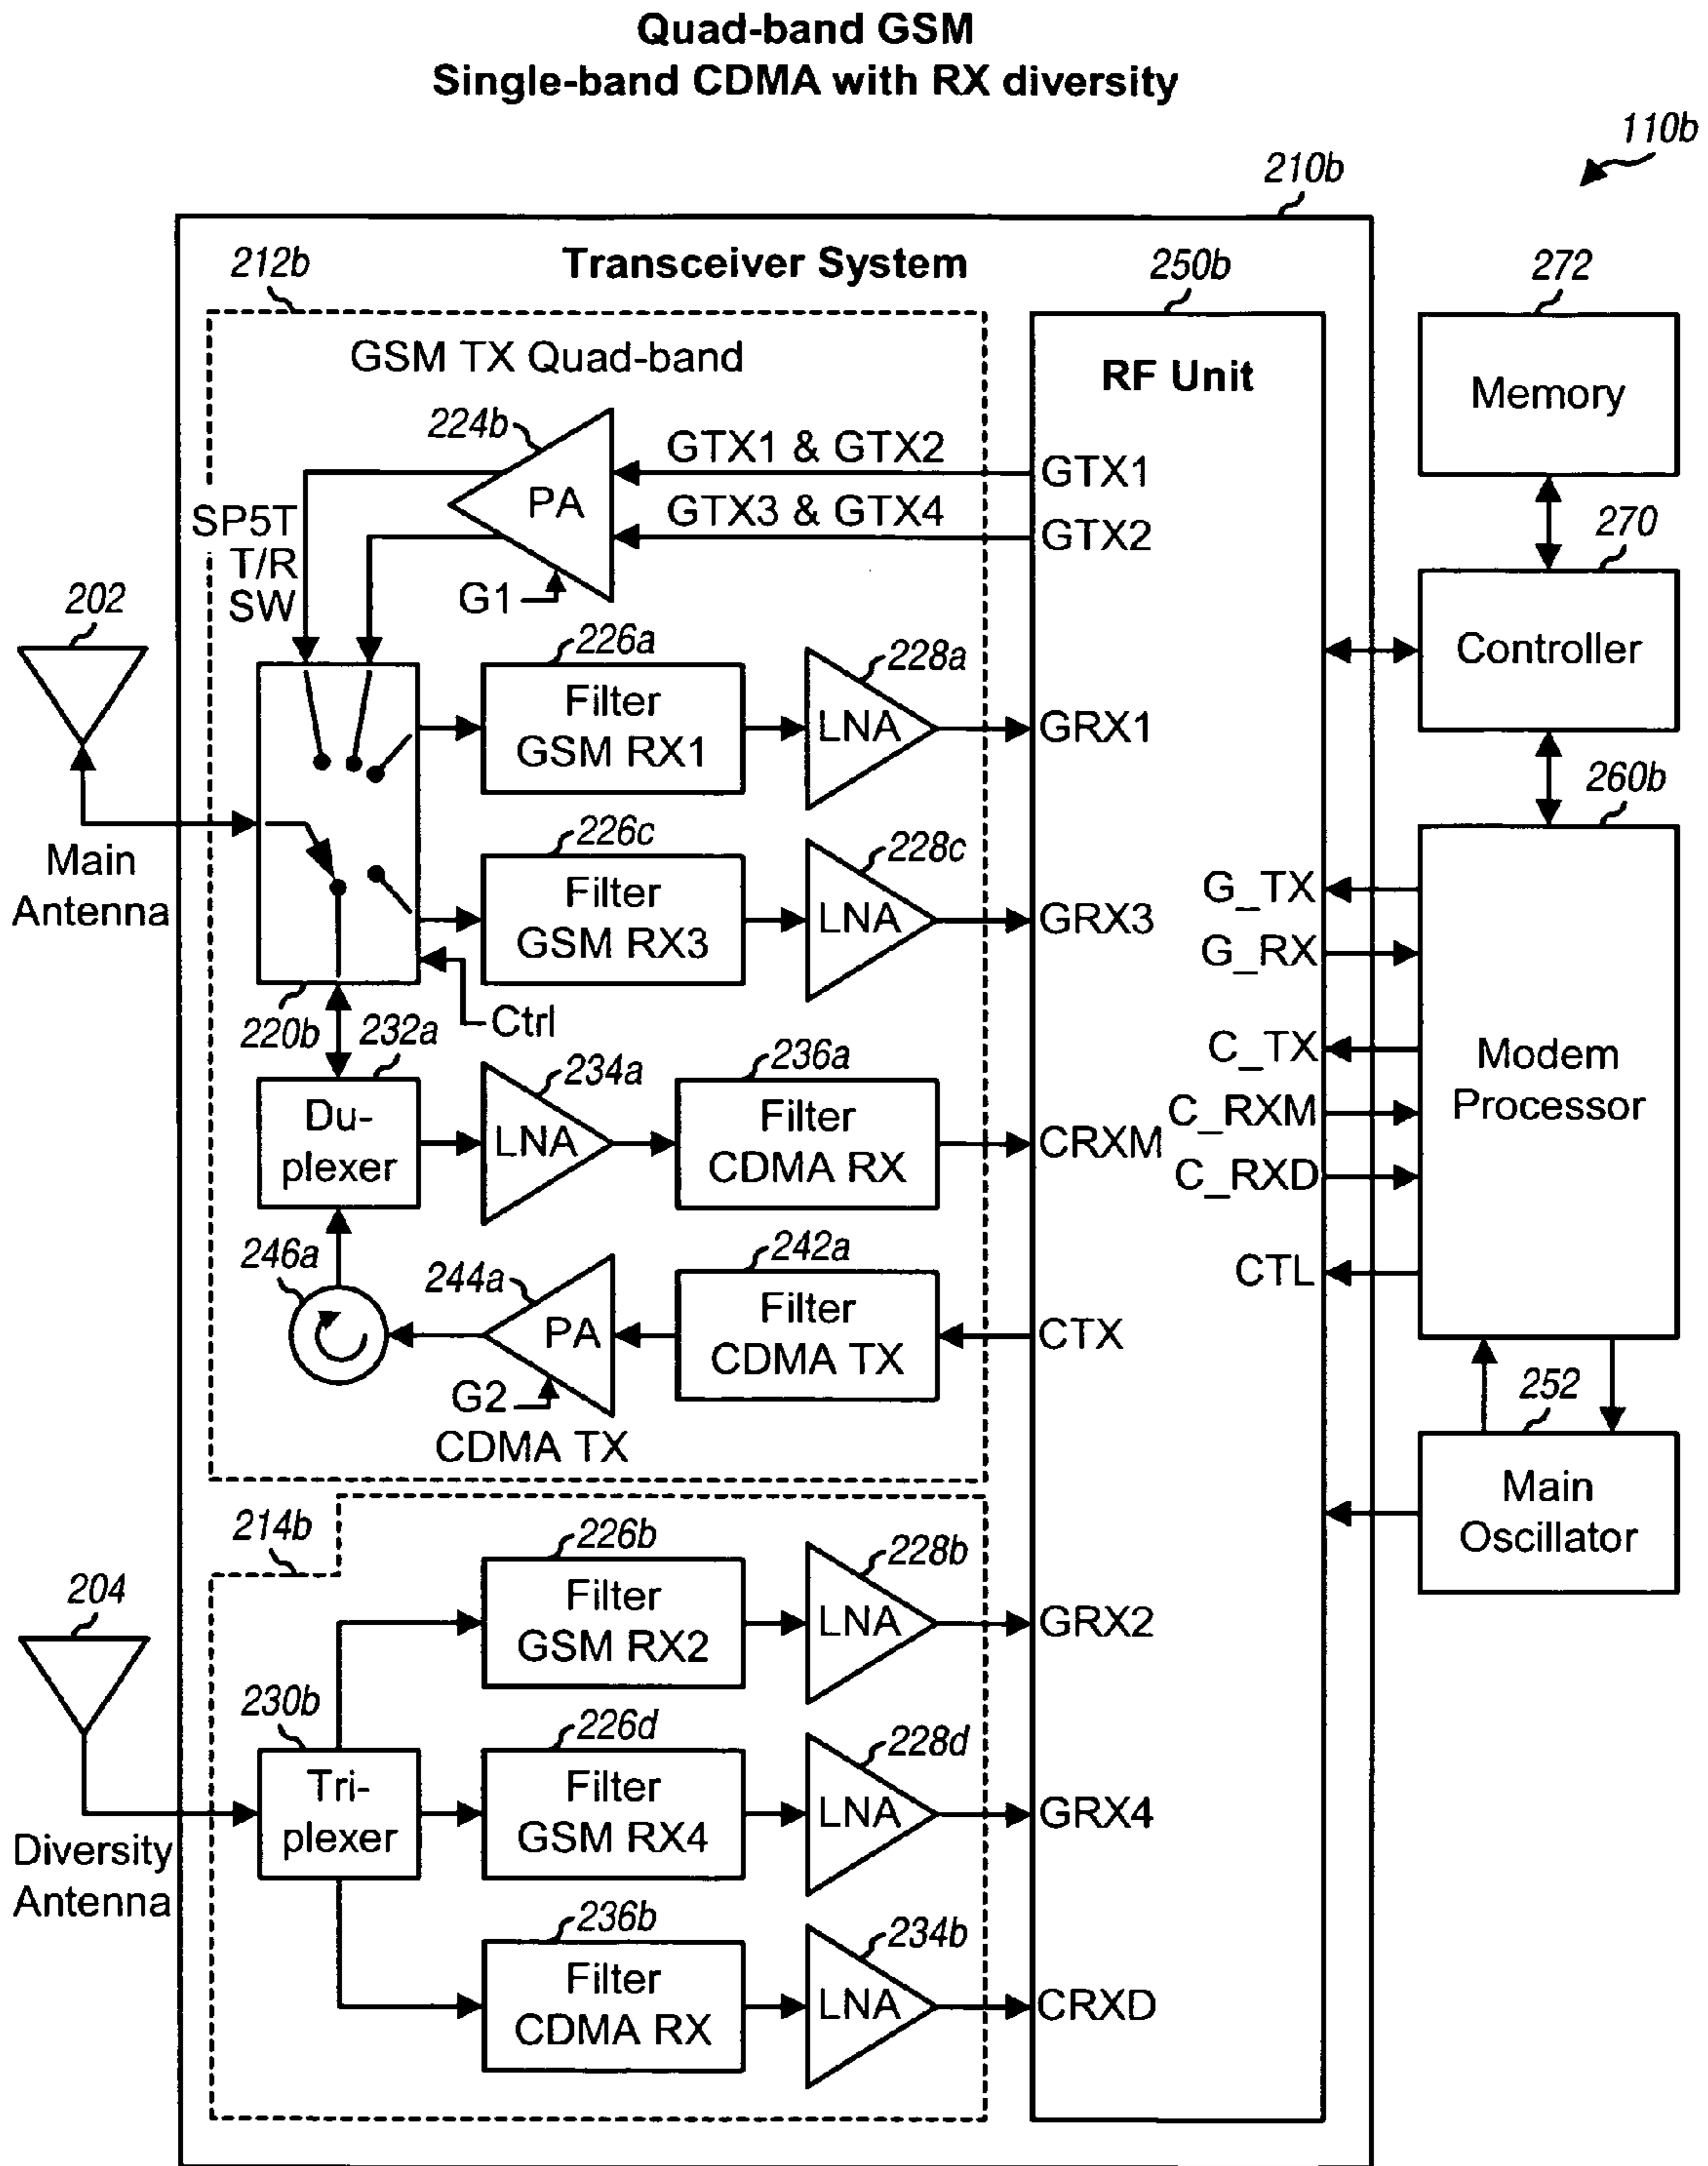 Quad-band GSM
Single-band CDMA with RX diversity
110b
210b
Transceiver System
212b
250b
272
GSM TX Quad-band
RF Unit
Memory
224b
PA
GTX1 & GTX2
GTX1
GTX3 & GTX4
GTX2
SP5T
T/R
SW
G1
270
Controller
202
Main
Antenna
226a
Filter
GSM RX1
228a
LNA
GRX1
226c
Filter
GSM RX3
228c
LNA
GRX3
260b
Modem
Processor
G_TX
G_RX
C_TX
C_RXM
C_RXD
CTL
Ctrl
220b
232a
Du-
plexer
234a
LNA
236a
Filter
CDMA RX
CRXM
246a
244a
PA
G2
CDMA TX
242a
Filter
CDMA TX
CTX
252
Main
Oscillator
214b
204
Diversity
Antenna
230b
Tri-
plexer
226b
Filter
GSM RX2
228b
LNA
GRX2
226d
Filter
GSM RX4
228d
LNA
GRX4
236b
Filter
CDMA RX
234b
LNA
CRXD